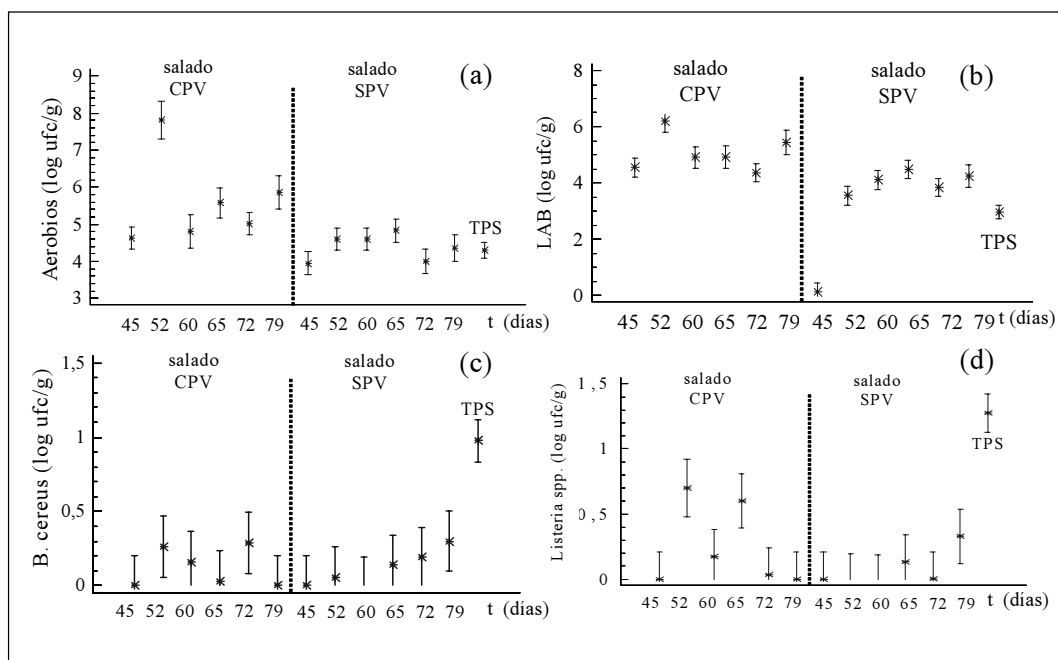 (a)
salado
CPV
salado
SPV
Aerobios (log ufc/g)
9
8
7
6
5
4
3
TPS
45 52 60 65 72 79 45 52 60 65 72 79 t (días)
(b)
salado
CPV
salado
SPV
LAB (log ufc/g)
8
6
4
2
0
TPS
45 52 60 65 72 79 45 52 60 65 72 79 t (días)
(c)
salado
CPV
salado
SPV
B. cereus (log ufc/g)
1,5
1
0,5
0
TPS
45 52 60 65 72 79 45 52 60 65 72 79 t (días)
(d)
salado
CPV
salado
SPV
Listeria spp. (log ufc/g)
1,5
1
0,5
0
TPS
45 52 60 65 72 79 45 52 60 65 72 79 t (días)